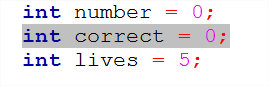 int number = 0;
int correct = 0;
int lives = 5;